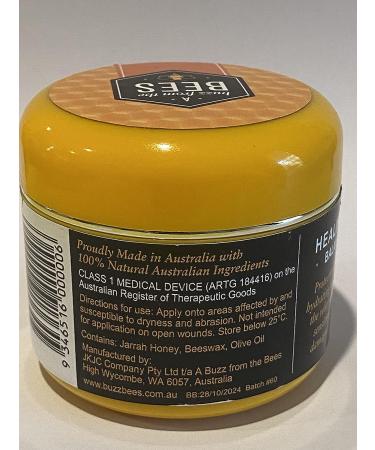 A
buzz from the
BEES
Proudly Made in Australia with
100% Natural Australian Ingredients
CLASS 1 MEDICAL DEVICE (ARTG 184416) on the
Australian Register of Therapeutic Goods
Directions for use: Apply onto areas affected by and
susceptible to dryness and abrasion. Not intended
for application on open wounds. Store below 25°C.
Contains: Jarrah Honey, Beeswax, Olive Oil
Manufactured by:
JKJC Company Pty Ltd t/a A Buzz from the Bees
High Wycombe, WA 6057, Australia
www.buzzbees.com.au BB:28/10/2024 Batch #60
9 346516 000006
HEAL
BAL